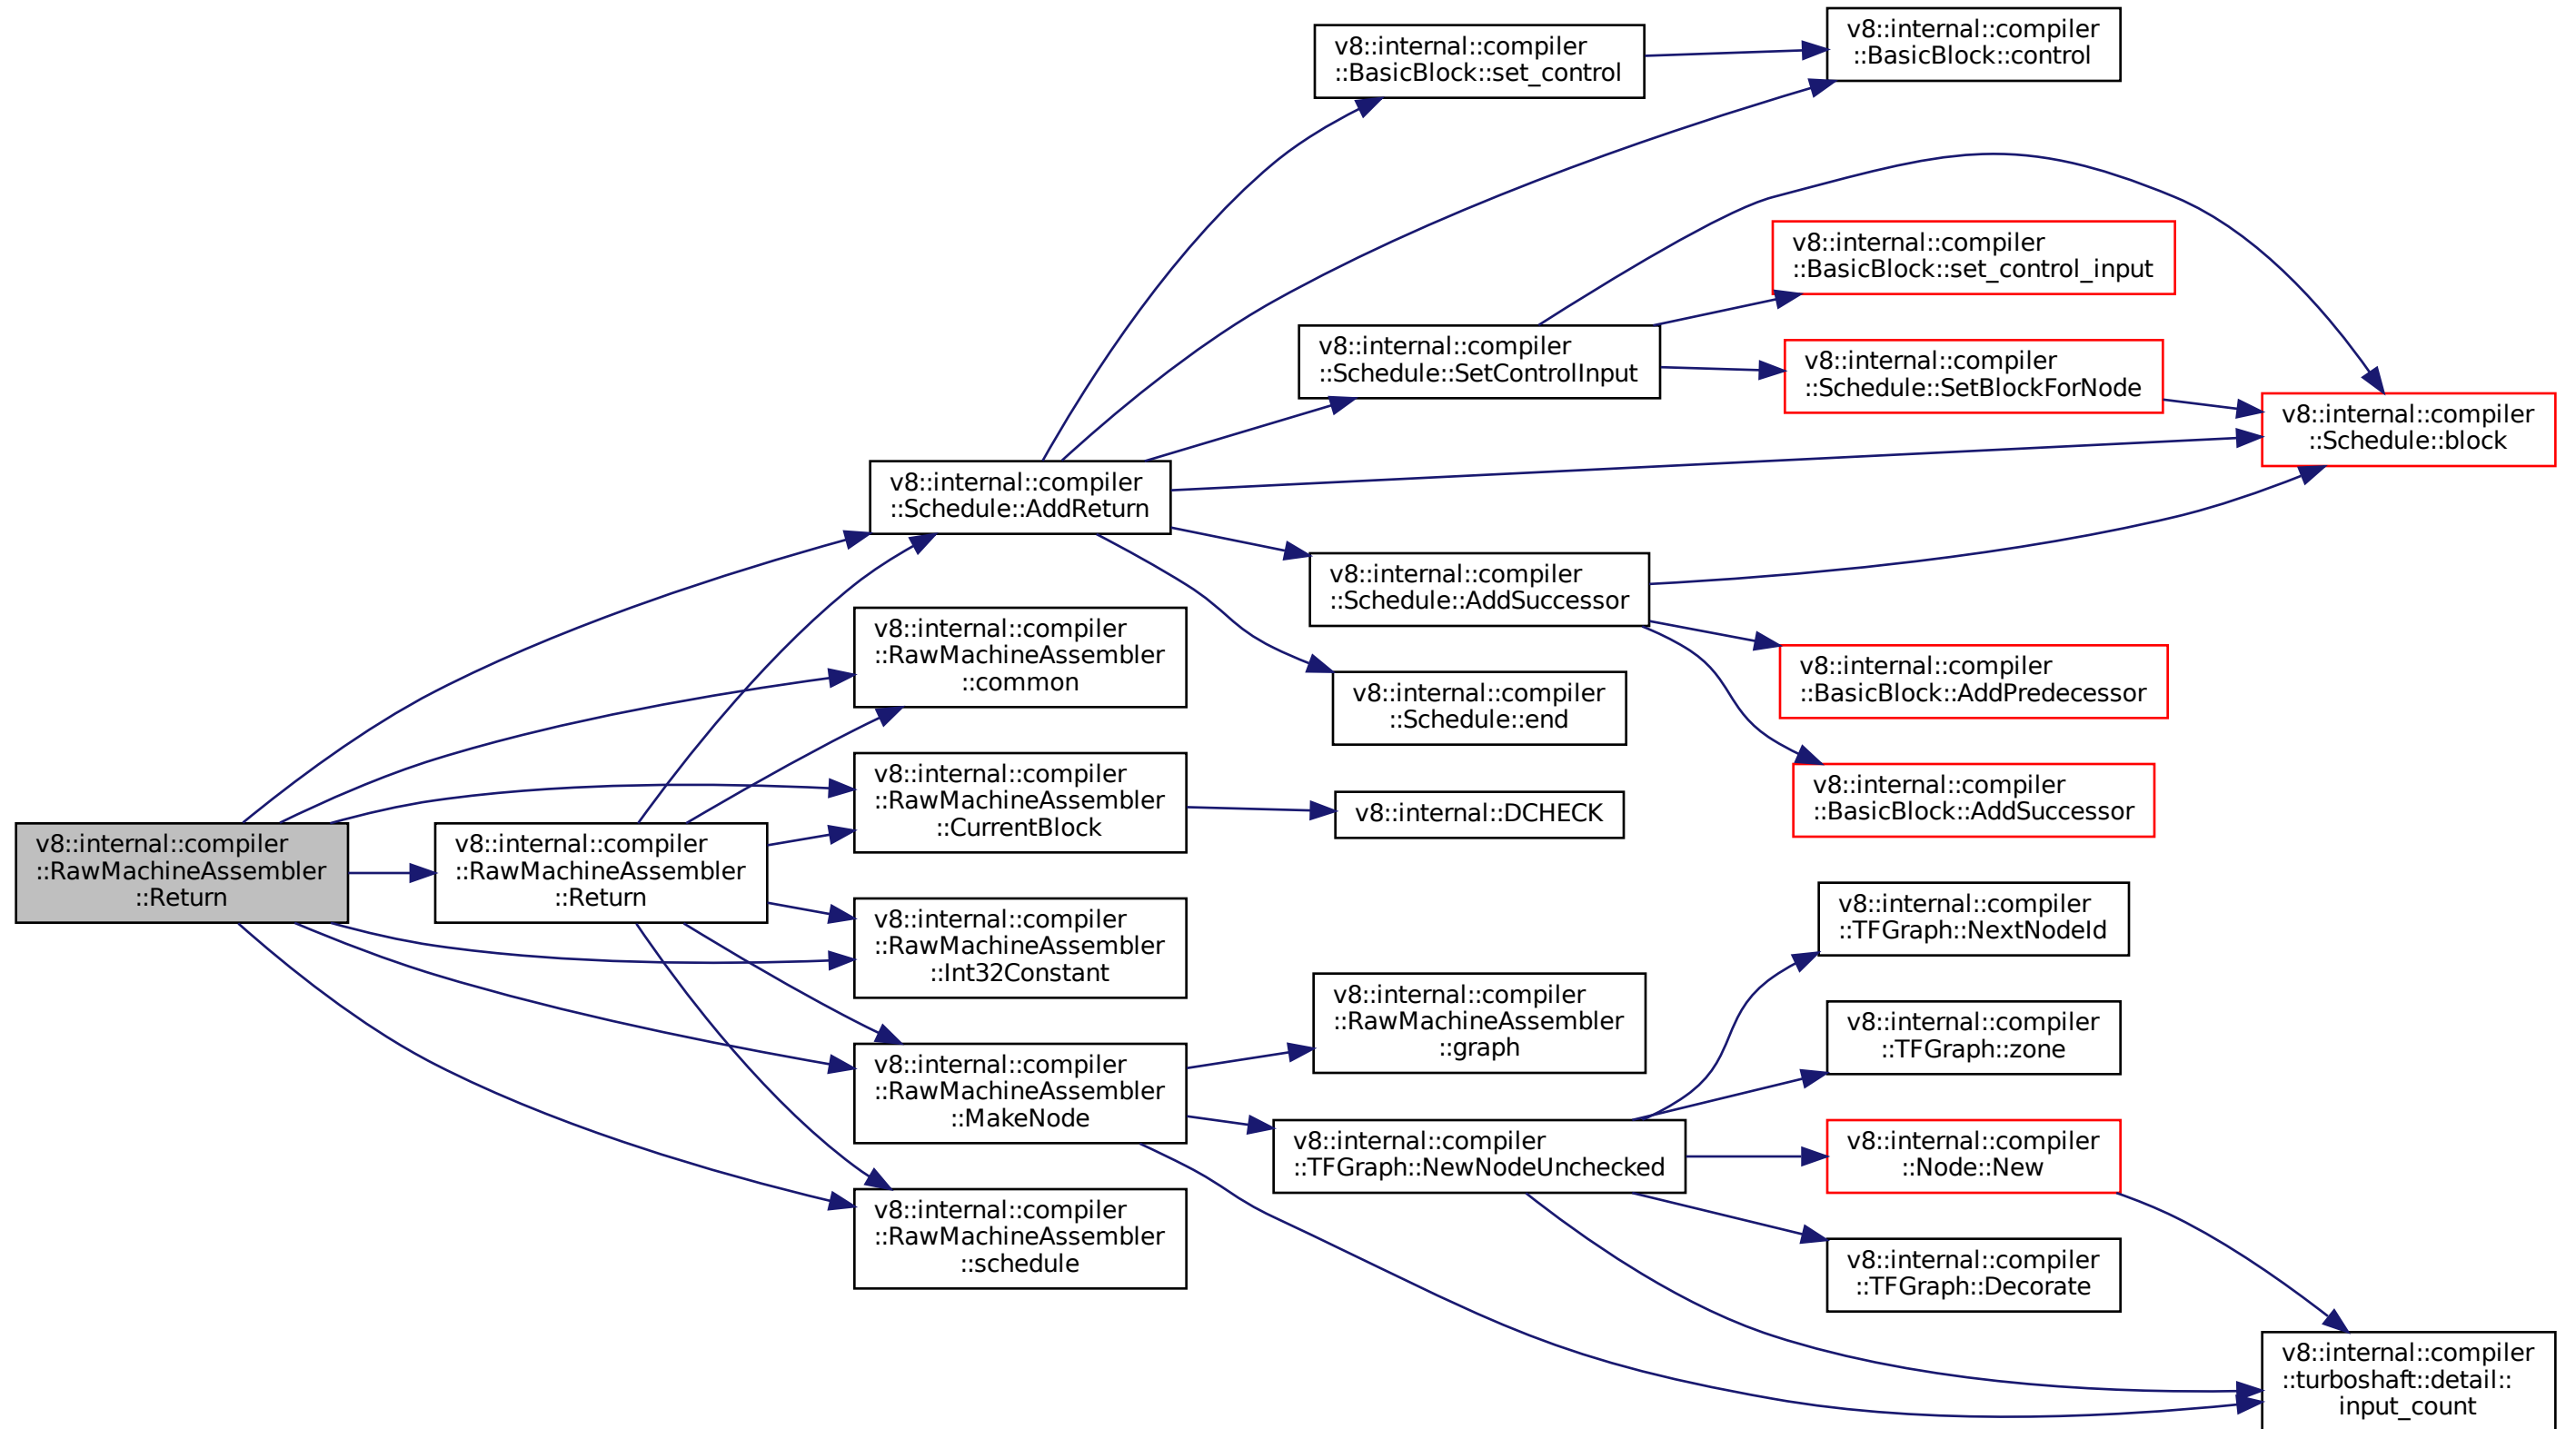 v8::internal::compiler
::RawMachineAssembler
::Return
v8::internal::compiler
::RawMachineAssembler
::Return
v8::internal::compiler
::Schedule::AddReturn
v8::internal::compiler
::RawMachineAssembler
::common
v8::internal::compiler
::RawMachineAssembler
::CurrentBlock
v8::internal::compiler
::RawMachineAssembler
::Int32Constant
v8::internal::compiler
::RawMachineAssembler
::MakeNode
v8::internal::compiler
::RawMachineAssembler
::schedule
v8::internal::compiler
::BasicBlock::set_control
v8::internal::compiler
::Schedule::SetControlInput
v8::internal::compiler
::Schedule::AddSuccessor
v8::internal::compiler
::Schedule::end
v8::internal::DCHECK
v8::internal::compiler
::RawMachineAssembler
::graph
v8::internal::compiler
::TFGraph::NewNodeUnchecked
v8::internal::compiler
::BasicBlock::control
v8::internal::compiler
::BasicBlock::set_control_input
v8::internal::compiler
::Schedule::SetBlockForNode
v8::internal::compiler
::BasicBlock::AddPredecessor
v8::internal::compiler
::BasicBlock::AddSuccessor
v8::internal::compiler
::TFGraph::NextNodeId
v8::internal::compiler
::TFGraph::zone
v8::internal::compiler
::Node::New
v8::internal::compiler
::TFGraph::Decorate
v8::internal::compiler
::Schedule::block
v8::internal::compiler
::turboshaft::detail::
input_count